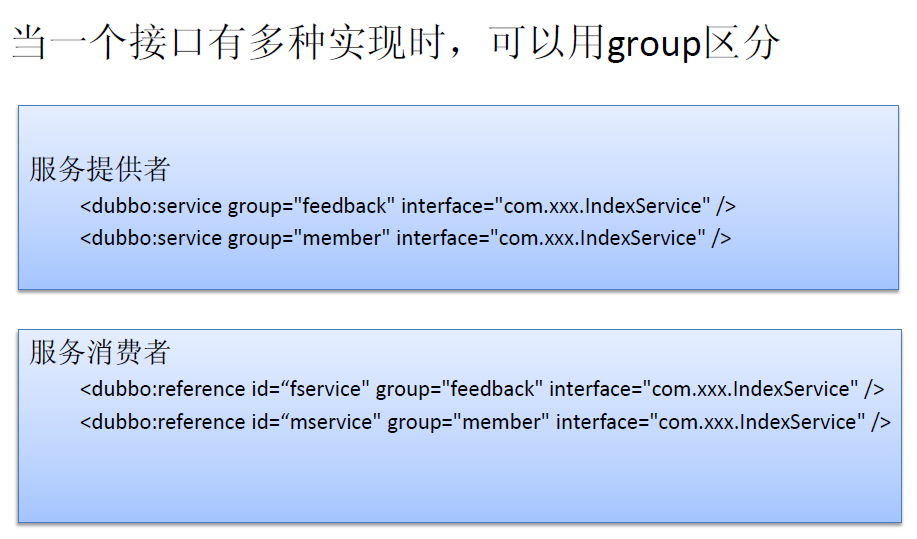 当一个接口有多种实现时，可以用group区分
服务提供者
<dubbo:service group="feedback" interface="com.xxx.IndexService" />
<dubbo:service group="member" interface="com.xxx.IndexService" />
服务消费者
<dubbo:reference id=“fservice" group="feedback" interface="com.xxx.IndexService" />
<dubbo:reference id=“mservice" group="member" interface="com.xxx.IndexService" />